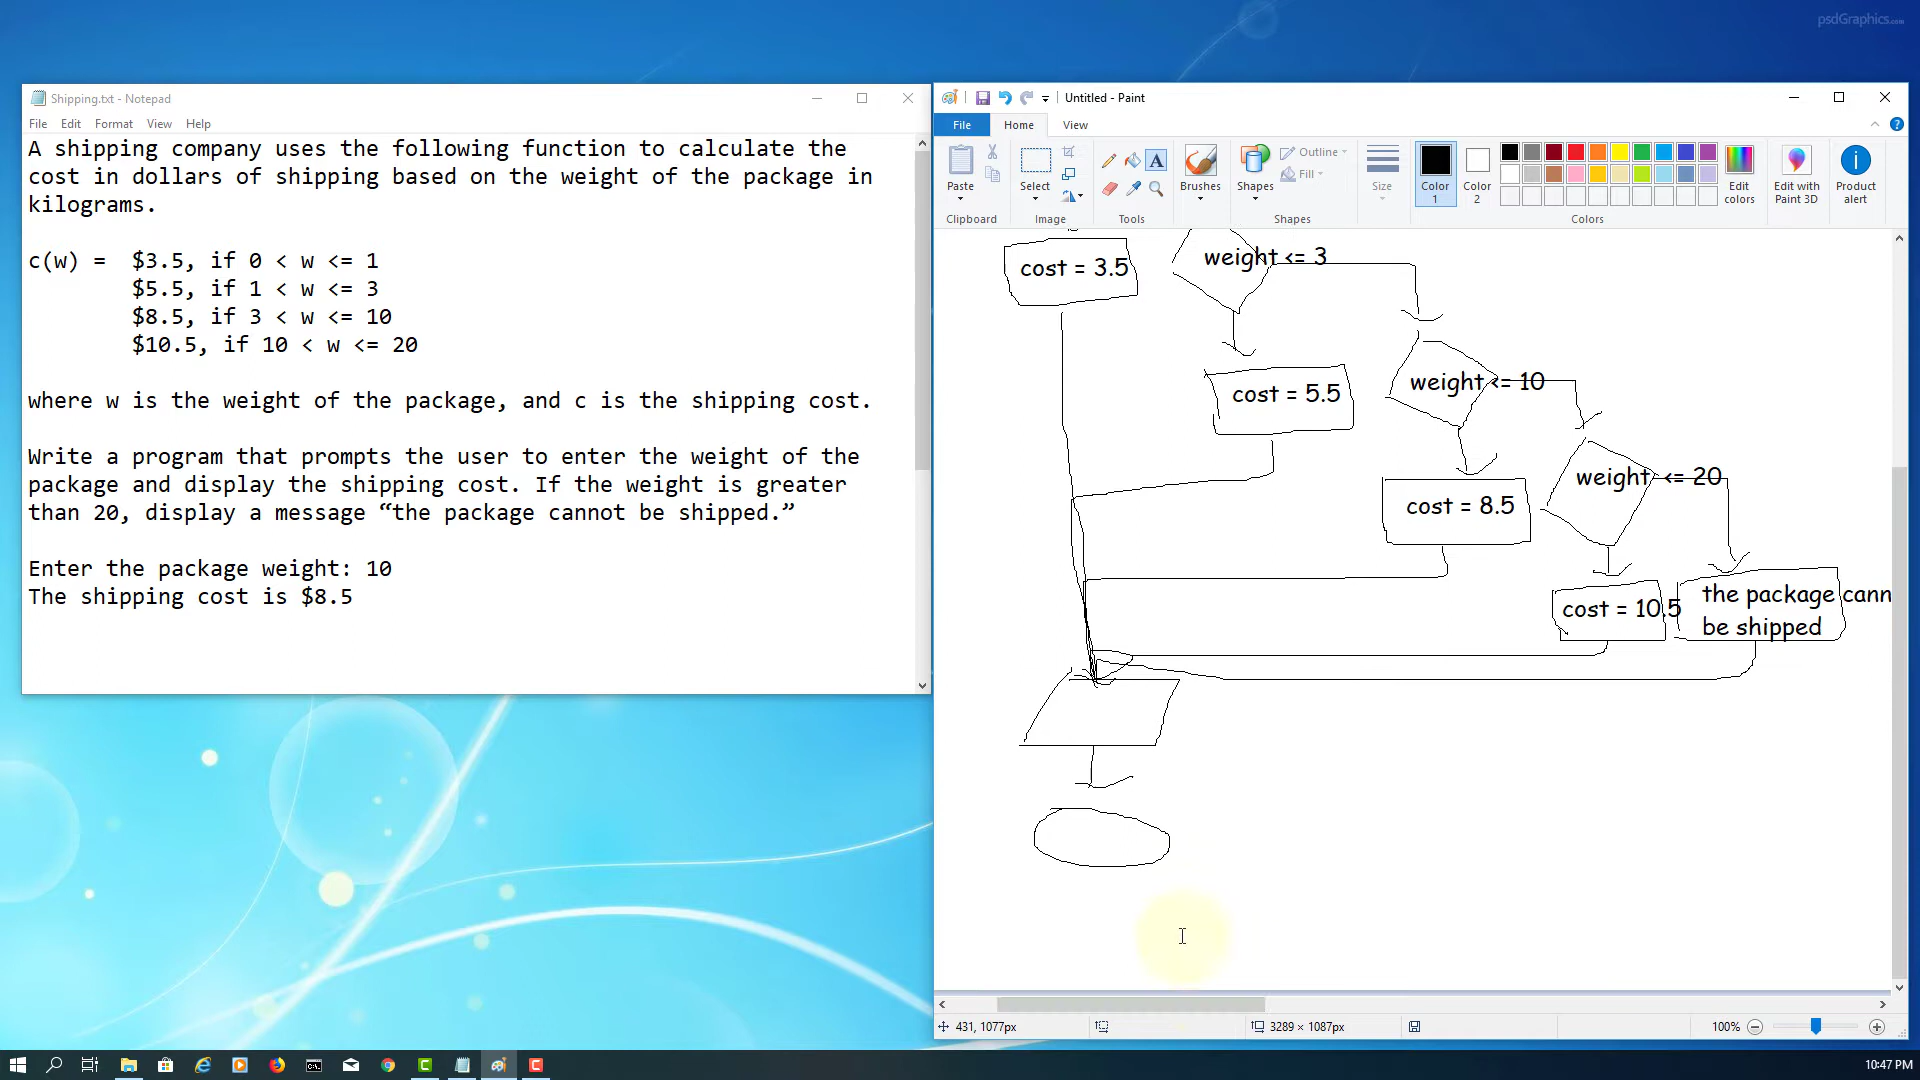 psdGraphics.com
Shipping.txt - Notepad
File Edit Format View Help
A shipping company uses the following function to calculate the
cost in dollars of shipping based on the weight of the package in
kilograms.
c(w) = $3.5, if 0 < w <= 1
$5.5, if 1 < w <= 3
$8.5, if 3 < w <= 10
$10.5, if 10 < w <= 20
where w is the weight of the package, and c is the shipping cost.
Write a program that prompts the user to enter the weight of the
package and display the shipping cost. If the weight is greater
than 20, display a message “the package cannot be shipped.”
Enter the package weight: 10
The shipping cost is $8.5
Untitled - Paint
File Home View
Paste
Select
Brushes
Shapes
Outline
Fill
Size
Color 1
Color 2
Edit colors
Edit with Paint 3D
Product alert
Clipboard Image Tools Shapes Colors
weight <= 3
cost = 3.5
weight <= 10
cost = 5.5
weight <= 20
cost = 8.5
the package cann
cost = 10.5
be shipped
431, 1077px
3289 × 1087px
100%
10:47 PM